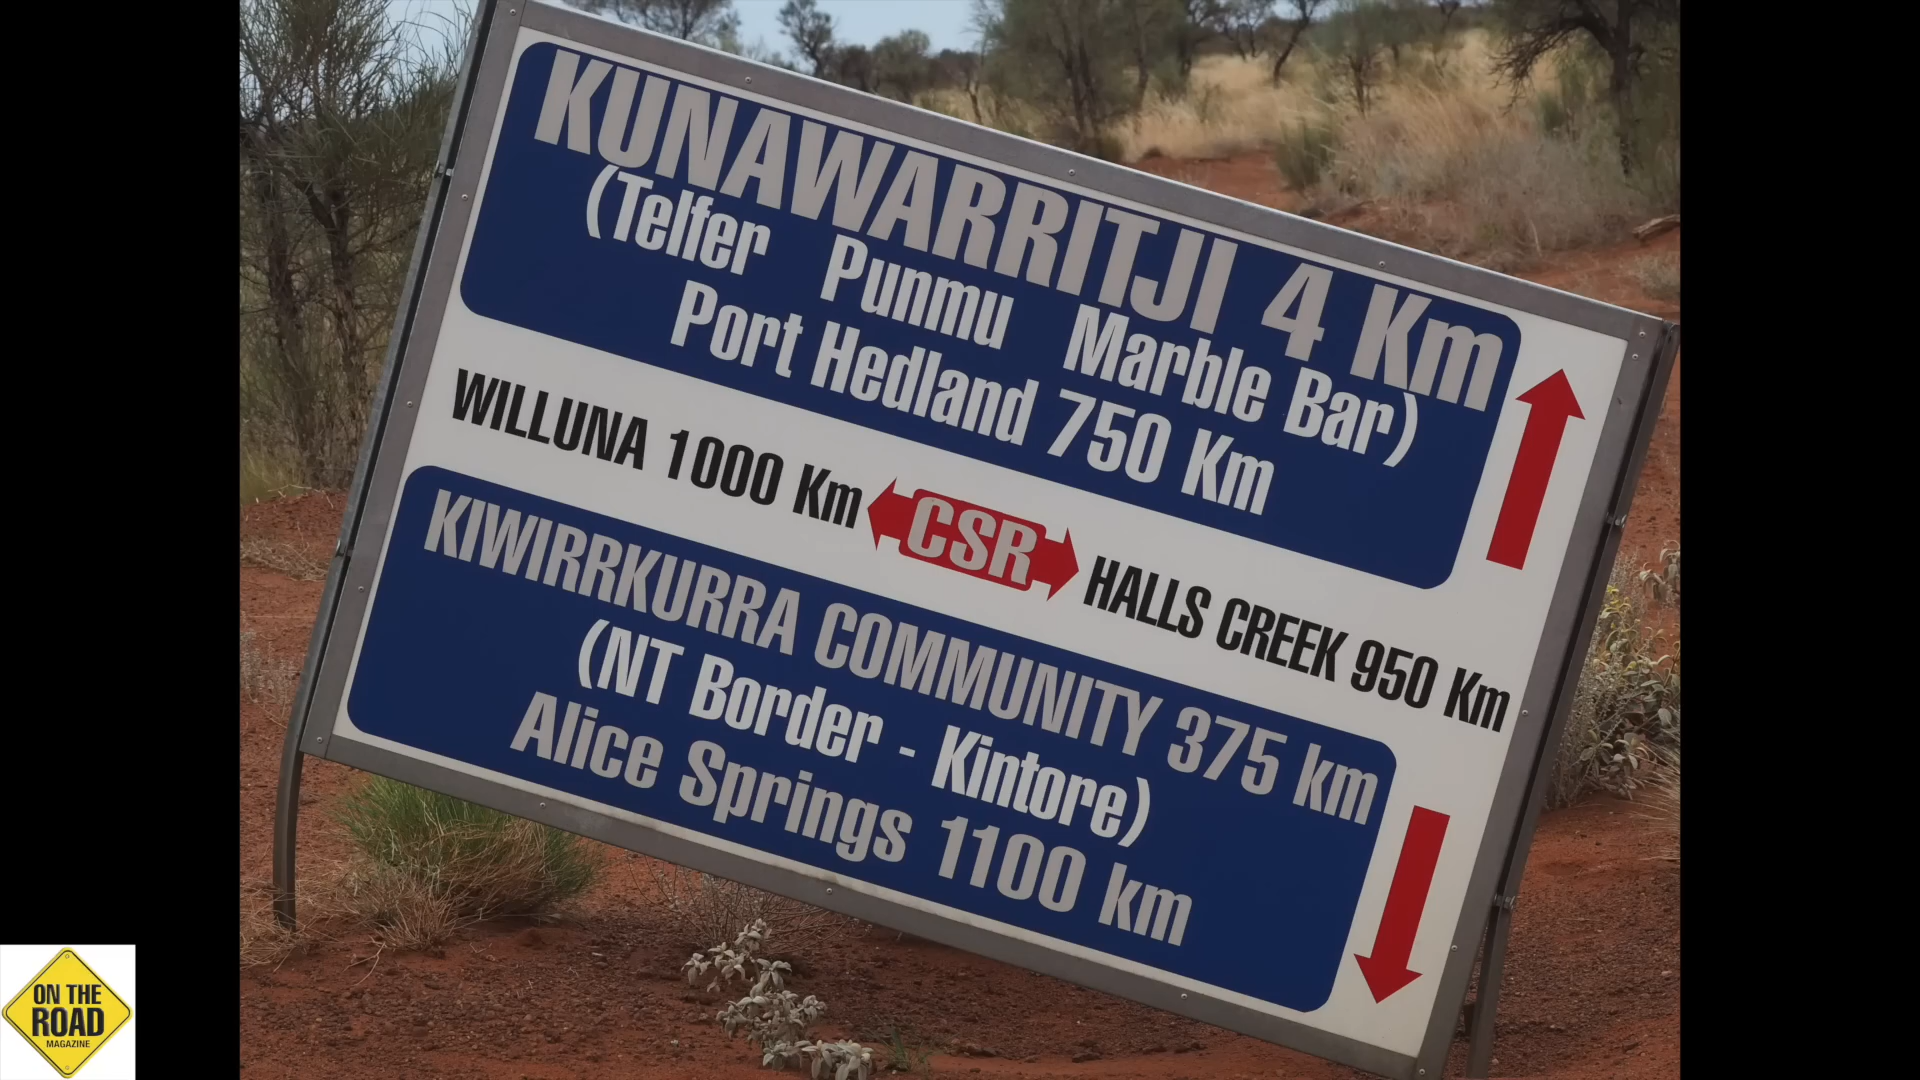 KUNAWARRITJI 4 Km
(Telfer Punmu Marble Bar)
Port Hedland 750 Km
WILLUNA 1000 Km CSR HALLS CREEK 950 Km
KIWIRRKURRA COMMUNITY 375 km
(NT Border - Kintore)
Alice Springs 1100 km
ON THE
ROAD
MAGAZINE